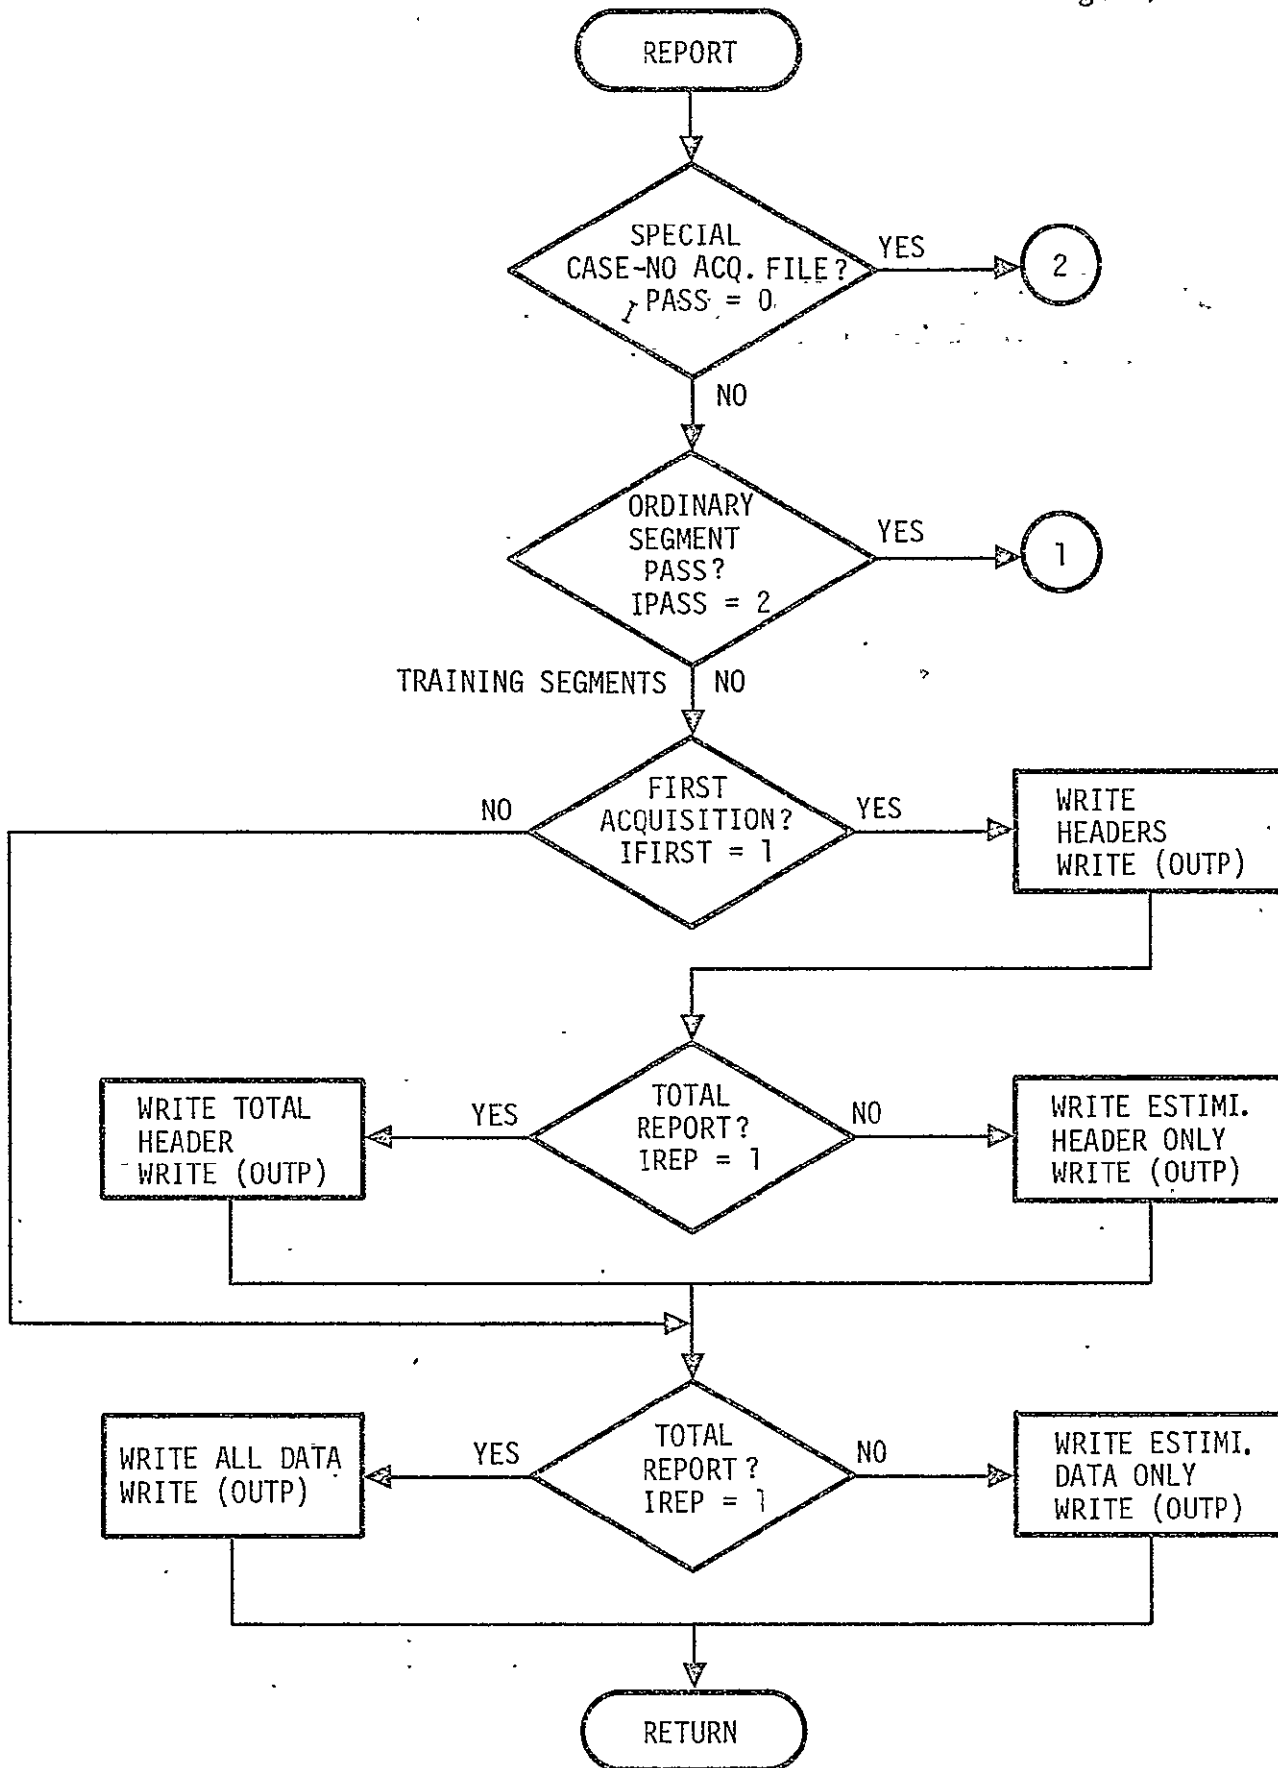 REPORT
SPECIAL
CASE-NO ACQ. FILE?
I PASS = 0
YES
2
NO
ORDINARY
SEGMENT
PASS?
IPASS = 2
YES
1
TRAINING SEGMENTS
NO
FIRST
ACQUISITION?
IFIRST = 1
NO
YES
WRITE
HEADERS
WRITE (OUTP)
TOTAL
REPORT?
IREP = 1
YES
NO
WRITE TOTAL
HEADER
WRITE (OUTP)
WRITE ESTIMI.
HEADER ONLY
WRITE (OUTP)
TOTAL
REPORT?
IREP = 1
YES
NO
WRITE ALL DATA
WRITE (OUTP)
WRITE ESTIMI.
DATA ONLY
WRITE (OUTP)
RETURN